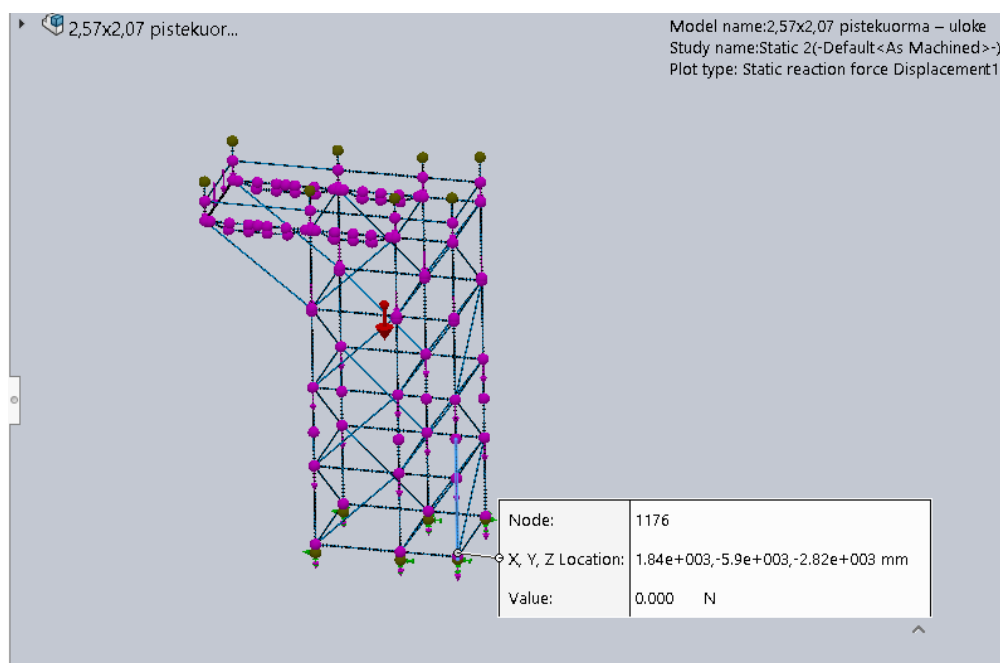 2,57x2,07 pistekuor...
Model name:2,57x2,07 pistekuorma – uloke
Study name:Static 2(-Default<As Machined>-)
Plot type: Static reaction force Displacement1
Node: 1176
X, Y, Z Location: 1.84e+003,-5.9e+003,-2.82e+003 mm
Value: 0.000 N